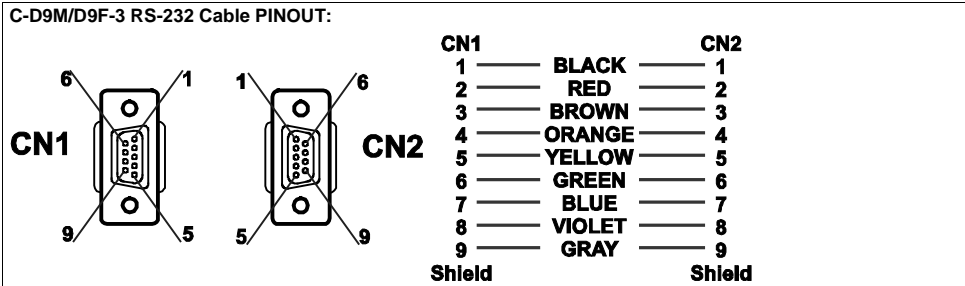 C-D9M/D9F-3 RS-232 Cable PINOUT:
6 1
CN1
9 5
1 6
CN2
5 9
CN1 CN2
1 BLACK 1
2 RED 2
3 BROWN 3
4 ORANGE 4
5 YELLOW 5
6 GREEN 6
7 BLUE 7
8 VIOLET 8
9 GRAY 9
Shield Shield